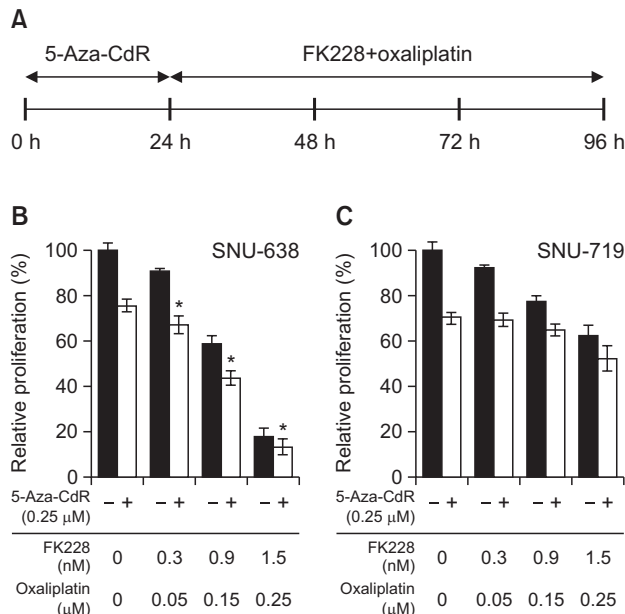 A
5-Aza-CdR FK228+oxaliplatin
0 h 24 h 48 h 72 h 96 h
B
SNU-638
Relative proliferation (%)
100
80
60
40
20
0
*
*
*
5-Aza-CdR
(0.25 μM)
− + − + − + − +
FK228
(nM)
0 0.3 0.9 1.5
Oxaliplatin
(μM)
0 0.05 0.15 0.25
C
SNU-719
Relative proliferation (%)
100
80
60
40
20
0
5-Aza-CdR
(0.25 μM)
− + − + − + − +
FK228
(nM)
0 0.3 0.9 1.5
Oxaliplatin
(μM)
0 0.05 0.15 0.25